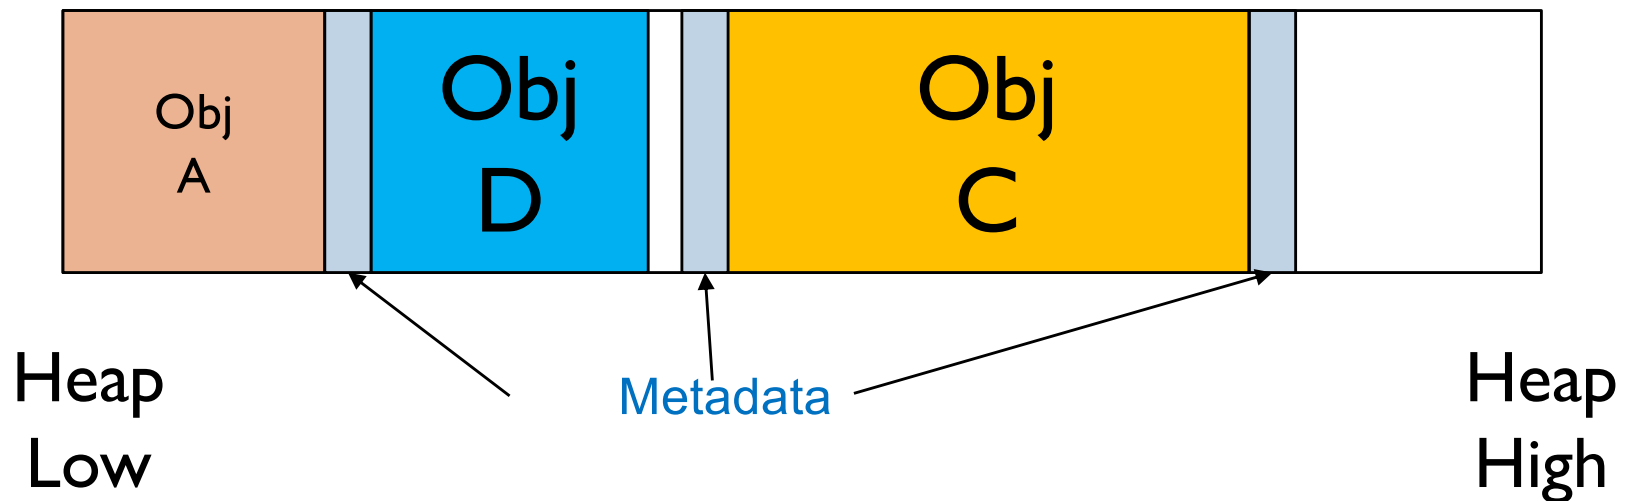 Obj
A
Obj
D
Obj
C
Heap
Low
Metadata
Heap
High